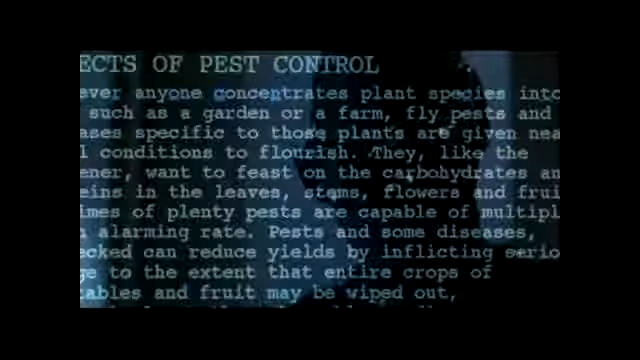 ECTS OF PEST CONTROL
ever anyone concentrates plant species into
such as a garden or a farm, fly pests and
ases specific to those plants are given nea
l conditions to flourish. They, like the
ener, want to feast on the carbohydrates an
eins in the leaves, stems, flowers and frui
imes of plenty pests are capable of multipl
n alarming rate. Pests and some diseases,
ecked can reduce yields by inflicting serio
ge to the extent that entire crops of
tables and fruit may be wiped out,